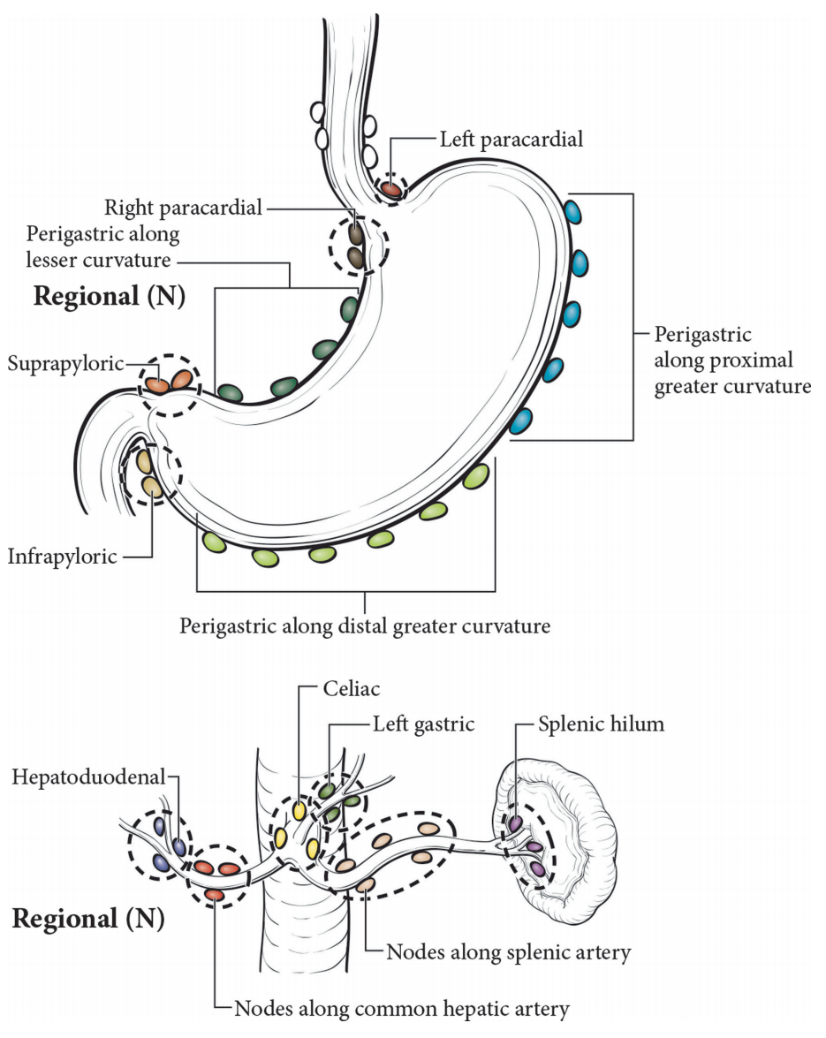 Left paracardial
Right paracardial
Perigastric along
lesser curvature
Regional (N)
Suprapyloric
Perigastric
along proximal
greater curvature
Infrapyloric
Perigastric along distal greater curvature
Celiac
Left gastric
Splenic hilum
Hepatoduodenal
Regional (N)
Nodes along splenic artery
Nodes along common hepatic artery